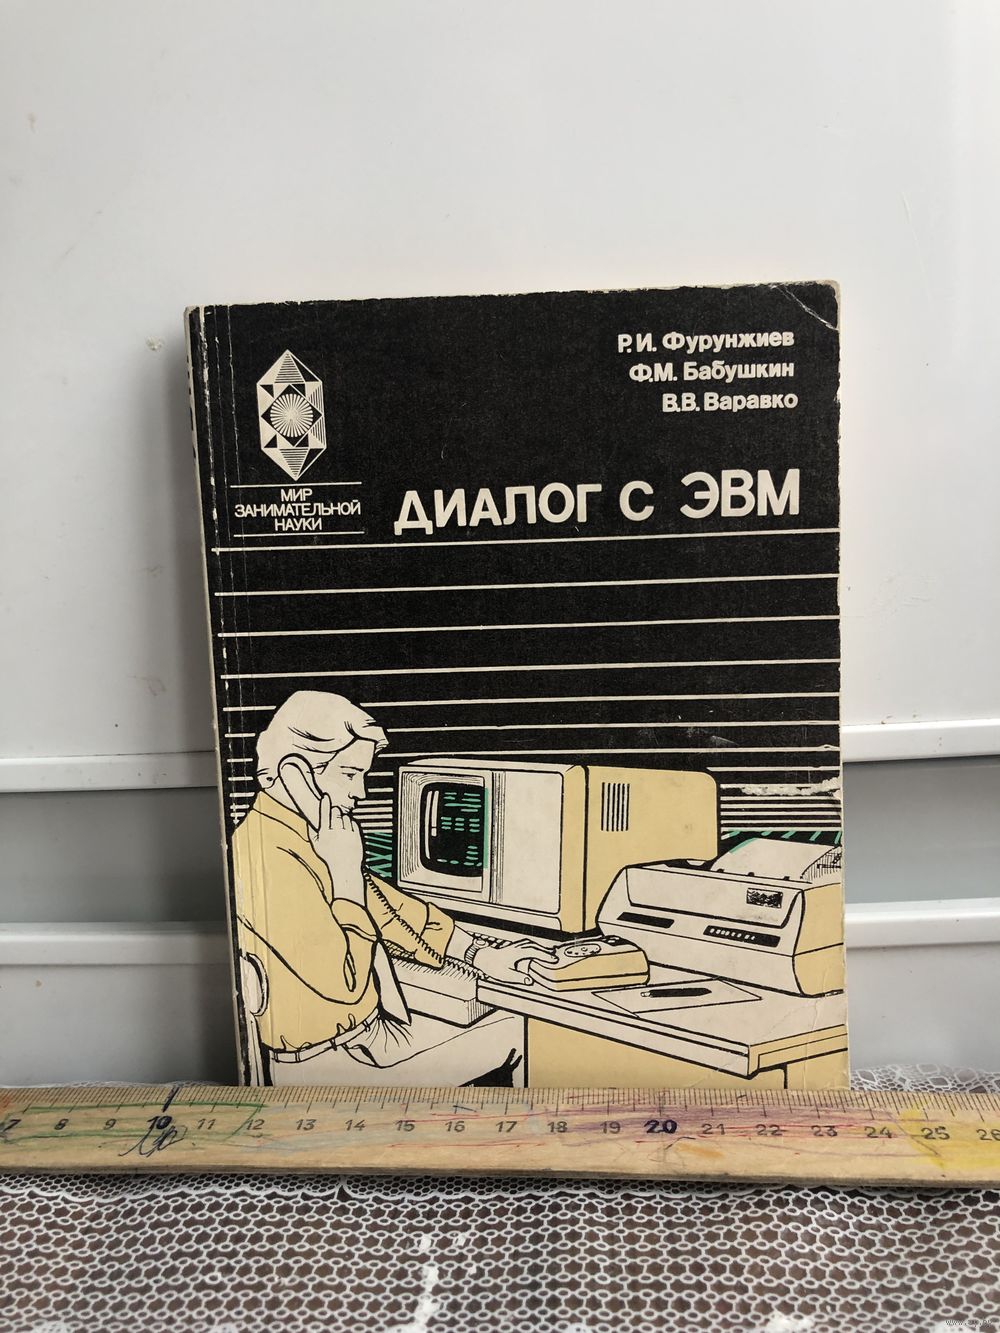 Р.И. Фурунжиев
Ф.М. Бабушкин
В.В. Варавко
МИР
ЗАНИМАТЕЛЬНОЙ
НАУКИ
ДИАЛОГ С ЭВМ
7 8 9 10 11 12 13 14 15 16 17 18 19 20 21 22 23 24 25 26